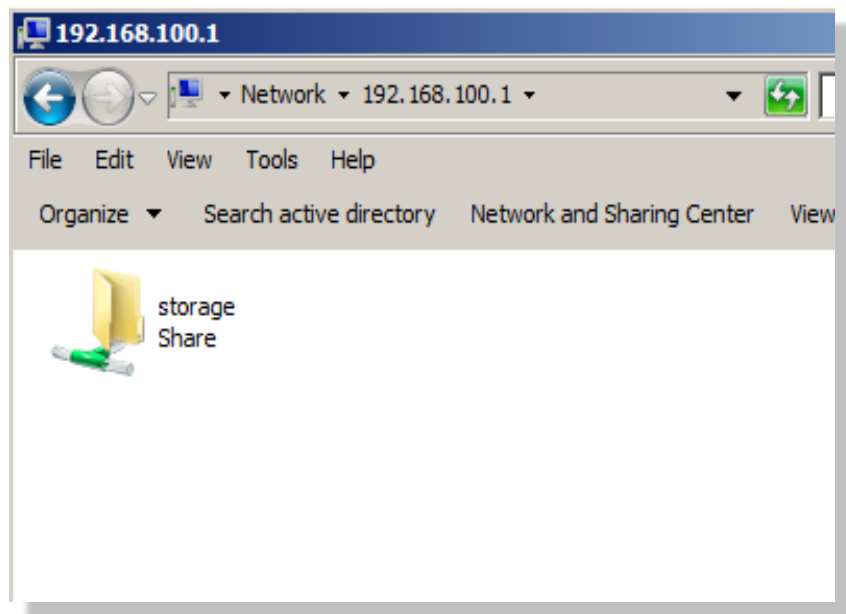 192.168.100.1
Network 192.168.100.1
File Edit View Tools Help
Organize Search active directory Network and Sharing Center View
storage
Share